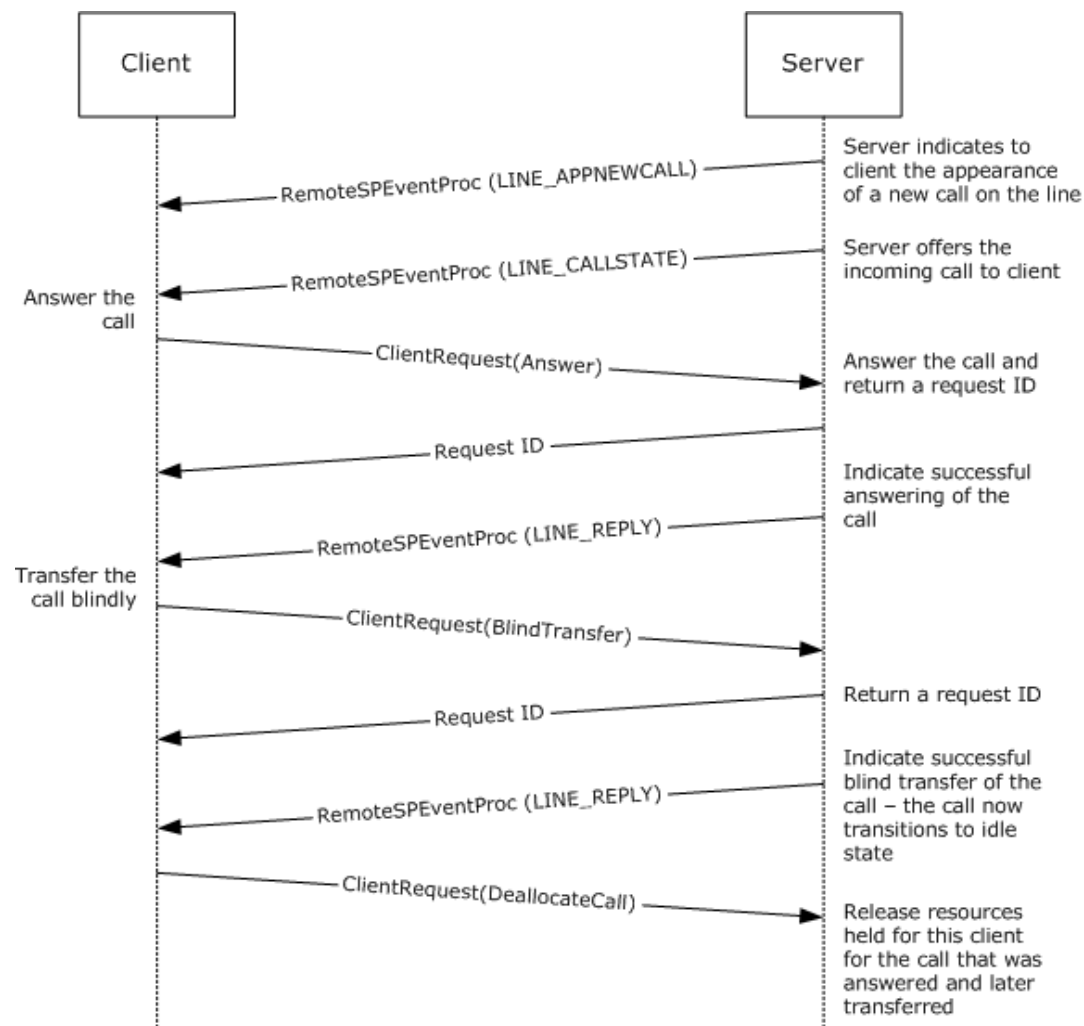 Client
Server
Server indicates to
client the appearance
of a new call on the line
RemoteSPEventProc (LINE_APPNEWCALL)
Server offers the
incoming call to client
RemoteSPEventProc (LINE_CALLSTATE)
Answer the
call
ClientRequest(Answer)
Answer the call and
return a request ID
Request ID
Indicate successful
answering of the
call
RemoteSPEventProc (LINE_REPLY)
Transfer the
call blindly
ClientRequest(BlindTransfer)
Return a request ID
Request ID
Indicate successful
blind transfer of the
call – the call now
transitions to idle
state
RemoteSPEventProc (LINE_REPLY)
ClientRequest(DeallocateCall)
Release resources
held for this client
for the call that was
answered and later
transferred